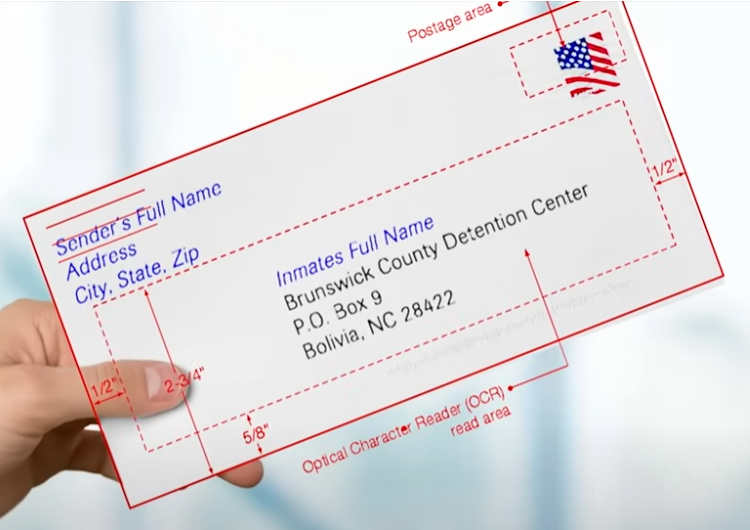 Postage area
Sender's Full Name
Address
City, State, Zip
1/2"
Inmates Full Name
Brunswick County Detention Center
P.O. Box 9
Bolivia, NC 28422
1/2"
2-3/4"
5/8"
Optical Character Reader (OCR)
read area